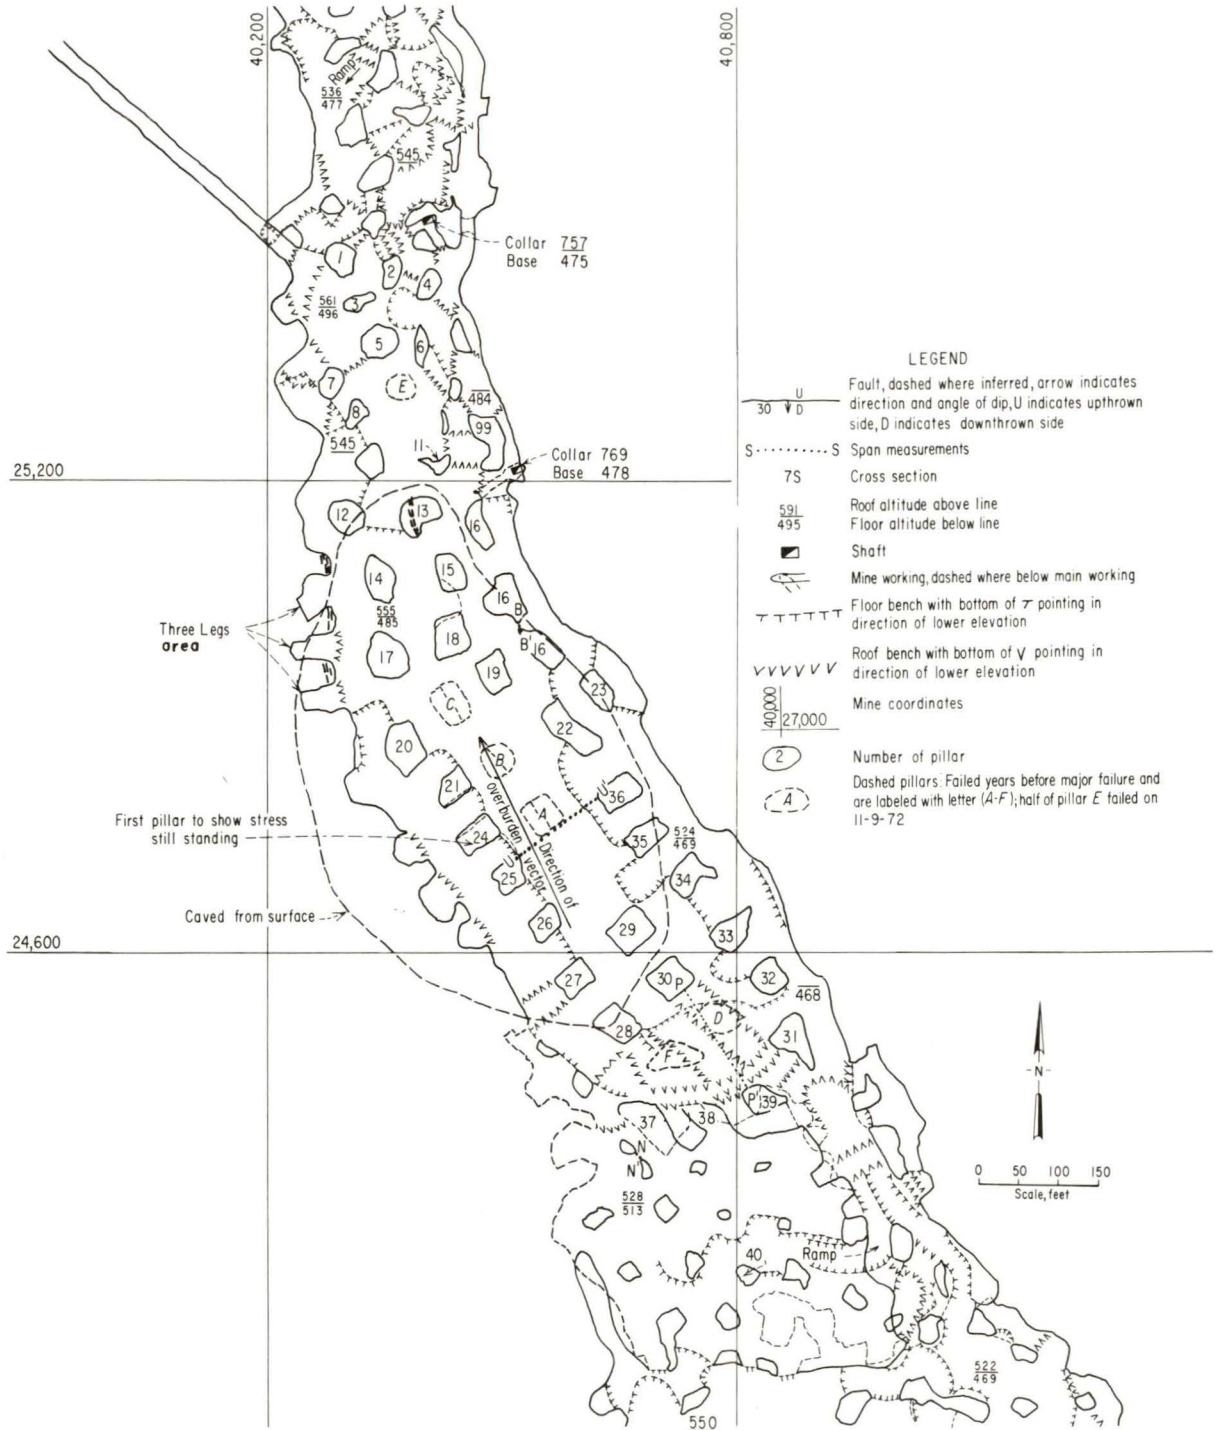 40,200
40,800
Ramp
536
477
545
Collar 757
Base 475
1
2
4
561
496
3
5
6
7
E
8
484
99
545
11
Collar 769
Base 478
25,200
12
13
16
14
15
555
485
16
B
B' 16
Three Legs
area
17
18
19
23
C
22
20
B
21
A
36
U
First pillar to show stress
still standing
24
35
524
469
U
25
34
Direction of
overburden
vector
Caved from surface
26
29
33
24,600
27
30 P
32
468
D
28
31
F
P' 39
37
38
N
N'
528
513
40
Ramp
522
469
550
LEGEND
U
30 D
Fault, dashed where inferred, arrow indicates
direction and angle of dip, U indicates upthrown
side, D indicates downthrown side
S S Span measurements
7S Cross section
591 Roof altitude above line
495 Floor altitude below line
Shaft
Mine working, dashed where below main working
Floor bench with bottom of T pointing in
direction of lower elevation
Roof bench with bottom of V pointing in
direction of lower elevation
40,000
27,000
Mine coordinates
2 Number of pillar
A
Dashed pillars: Failed years before major failure and
are labeled with letter (A-F); half of pillar E failed on
11-9-72
-N-
0 50 100 150
Scale, feet